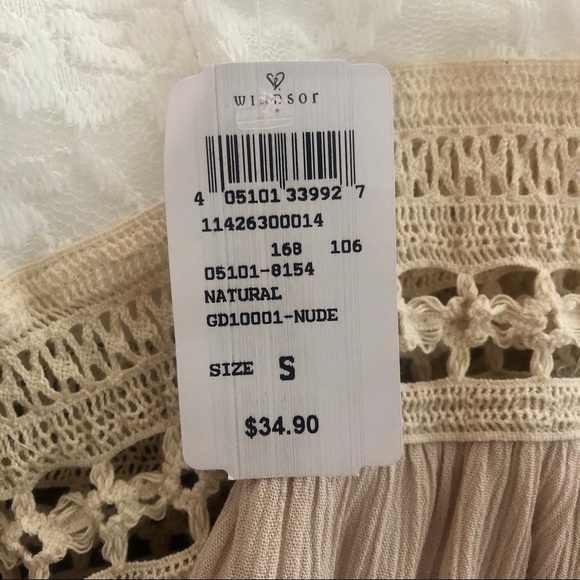 windsor
4 05101 33992 7
11426300014
168 106
05101-8154
NATURAL
GD10001-NUDE
SIZE S
$34.90